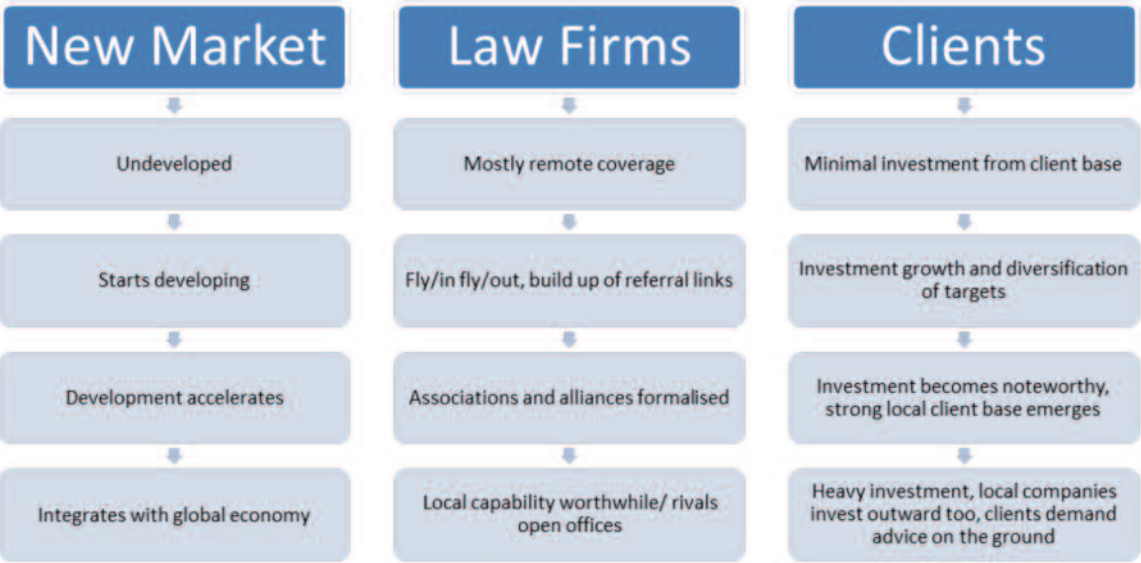 New Market
Undeveloped
Starts developing
Development accelerates
Integrates with global economy
Law Firms
Mostly remote coverage
Fly/in fly/out, build up of referral links
Associations and alliances formalised
Local capability worthwhile/ rivals
open offices
Clients
Minimal investment from client base
Investment growth and diversification
of targets
Investment becomes noteworthy,
strong local client base emerges
Heavy investment, local companies
invest outward too, clients demand
advice on the ground